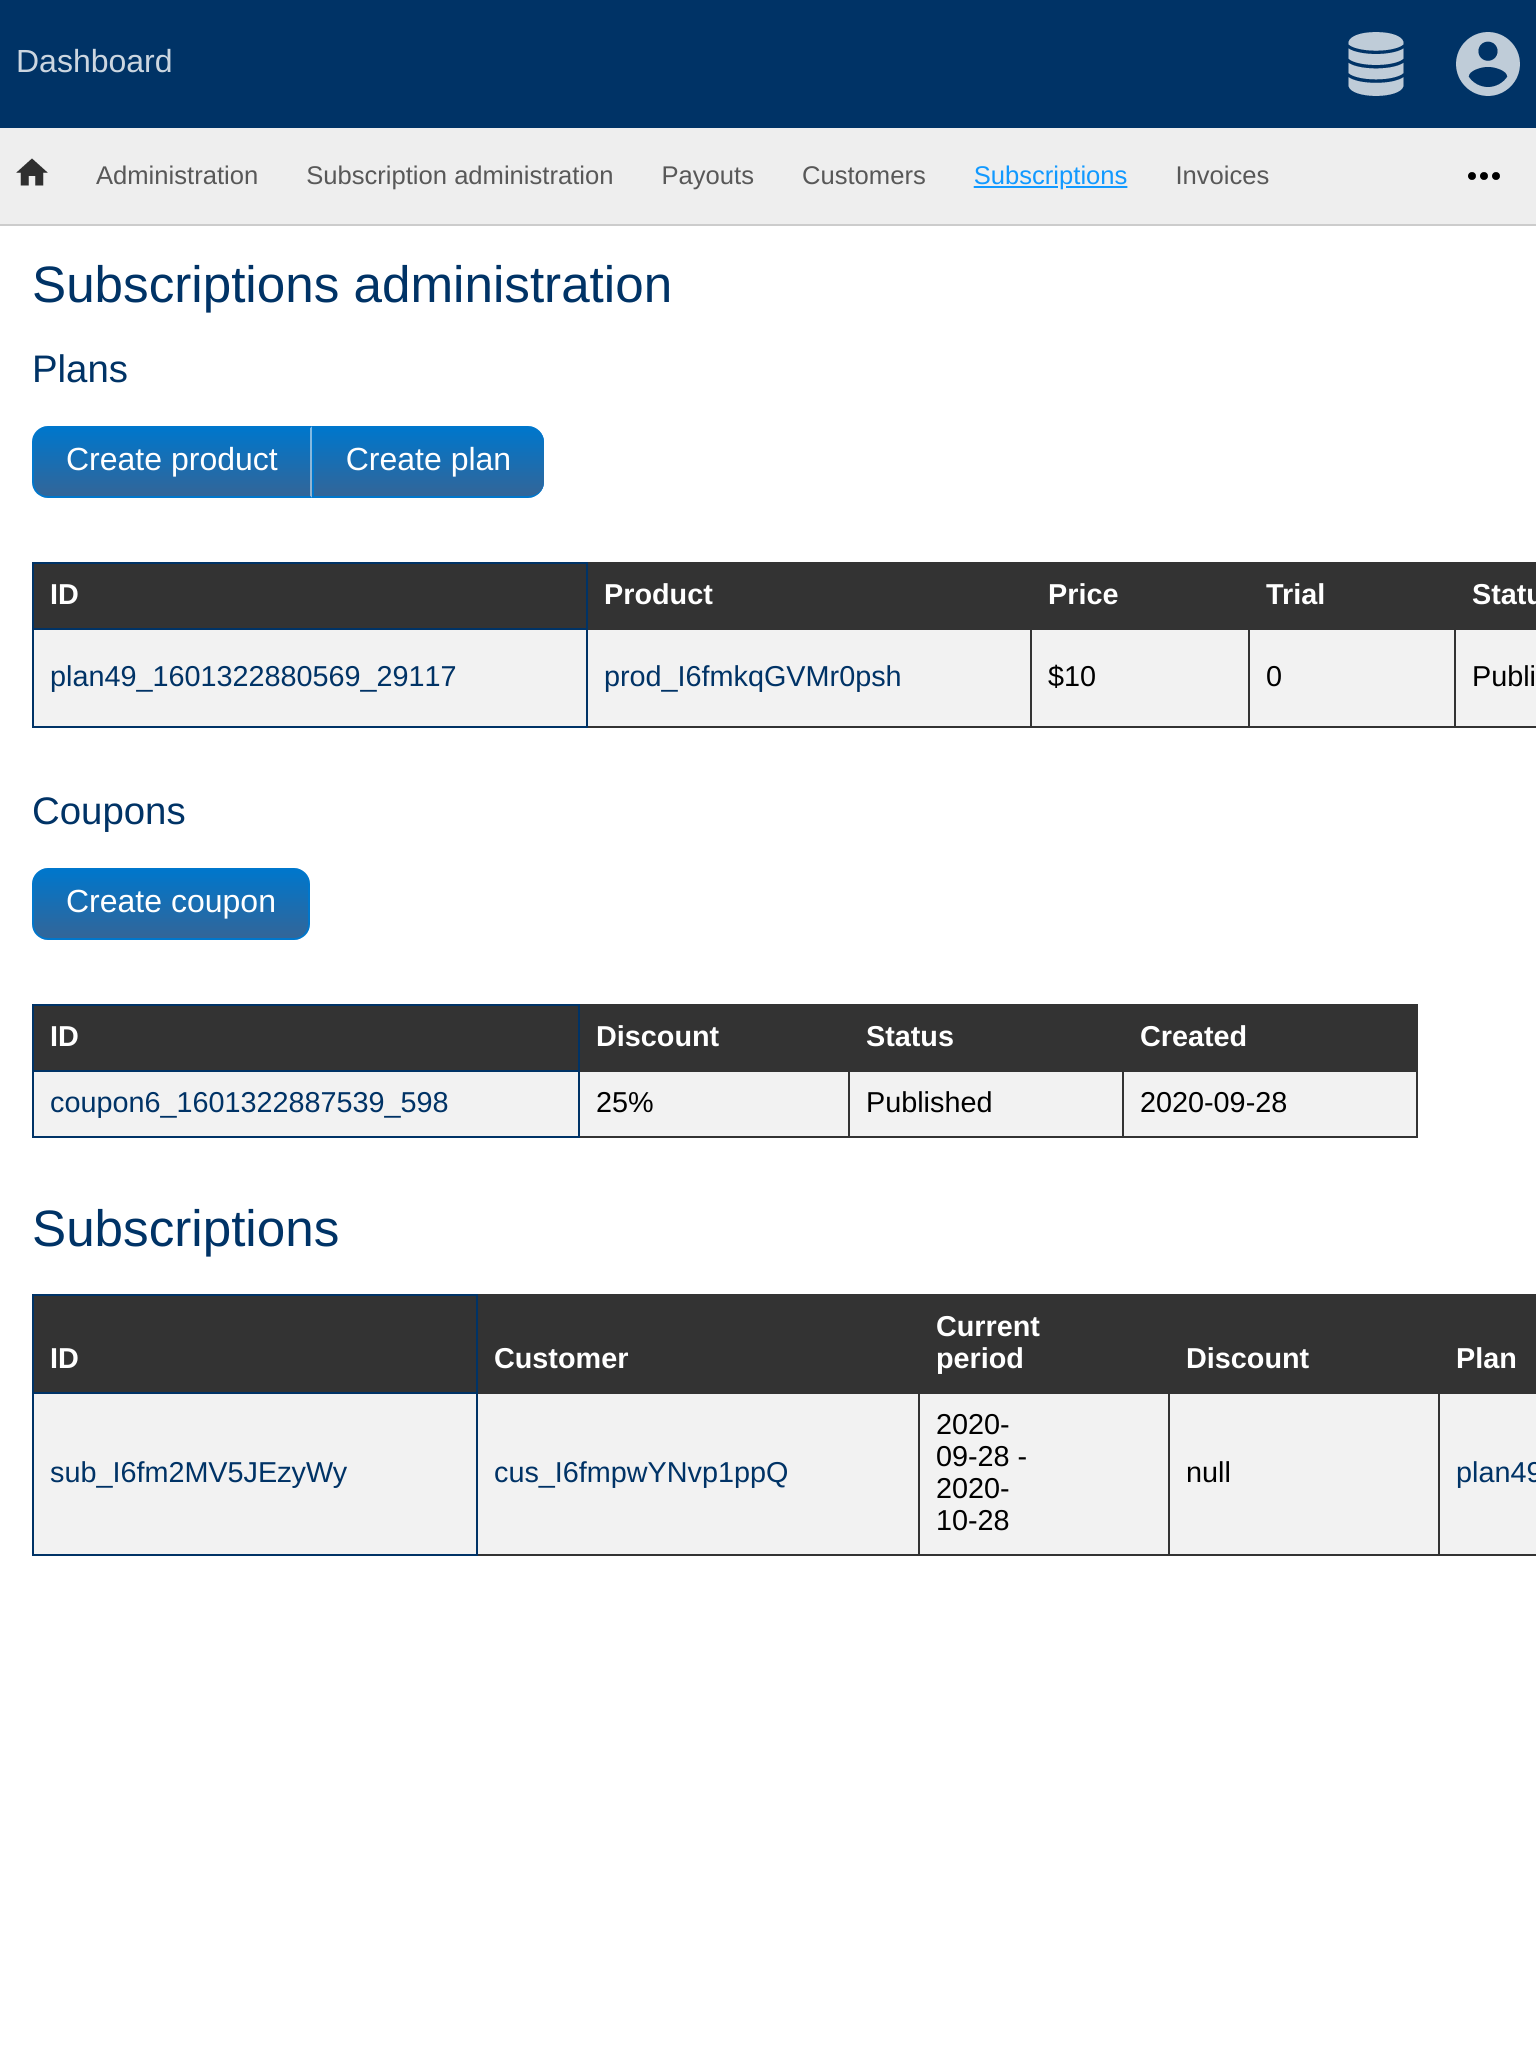 Dashboard
Administration Subscription administration Payouts Customers Subscriptions Invoices
Subscriptions administration
Plans
Create product Create plan
ID Product Price Trial
plan49_1601322880569_29117 prod_I6fmkqGVMr0psh $10 0
Coupons
Create coupon
ID Discount Status Created
coupon6_1601322887539_598 25% Published 2020-09-28
Subscriptions
ID Customer Current period Discount Plan
sub_I6fm2MV5JEzyWy cus_I6fmpwYNvp1ppQ 2020-
09-28 -
2020-
10-28 null plan49